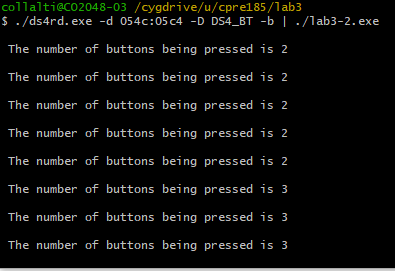 collalti@CO2048-03 /cygdrive/u/cpre185/lab3
$ ./ds4rd.exe -d 054c:05c4 -D DS4_BT -b | ./lab3-2.exe
The number of buttons being pressed is 2
The number of buttons being pressed is 2
The number of buttons being pressed is 2
The number of buttons being pressed is 2
The number of buttons being pressed is 2
The number of buttons being pressed is 3
The number of buttons being pressed is 3
The number of buttons being pressed is 3